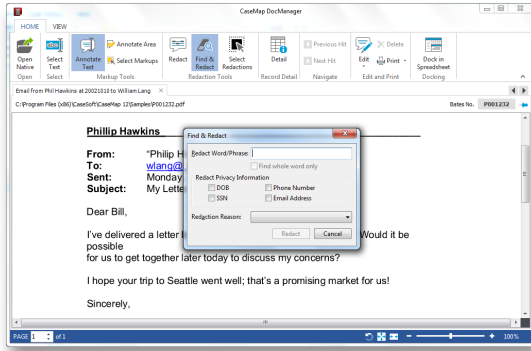 CaseMap DocManager
HOME VIEW
Open Native
Select Text
Annotate Text
Annotate Area
Select Markups
Redact
Find & Redact
Select Redactions
Detail
Previous Hit
Next Hit
Edit
Delete
Print
Dock in Spreadsheet
Open Select Markup Tools Redaction Tools Record Detail Navigate Edit and Print Docking
Email from Phil Hawkins at 20021018 to William Lang
C:\Program Files (x86)\CaseSoft\CaseMap 12\Samples\P001232.pdf Bates No. P001232
Phillip Hawkins
From: "Philip H
To: wlang@
Sent: Monday
Subject: My Lette
Dear Bill,
I've delivered a letter
Would it be
possible
for us to get together later today to discuss my concerns?
I hope your trip to Seattle went well; that's a promising market for us!
Sincerely,
Find & Redact
Redact Word/Phrase:
Find whole word only
Redact Privacy Information
DOB Phone Number
SSN Email Address
Redaction Reason:
Redact Cancel
PAGE 1 of 1 100%